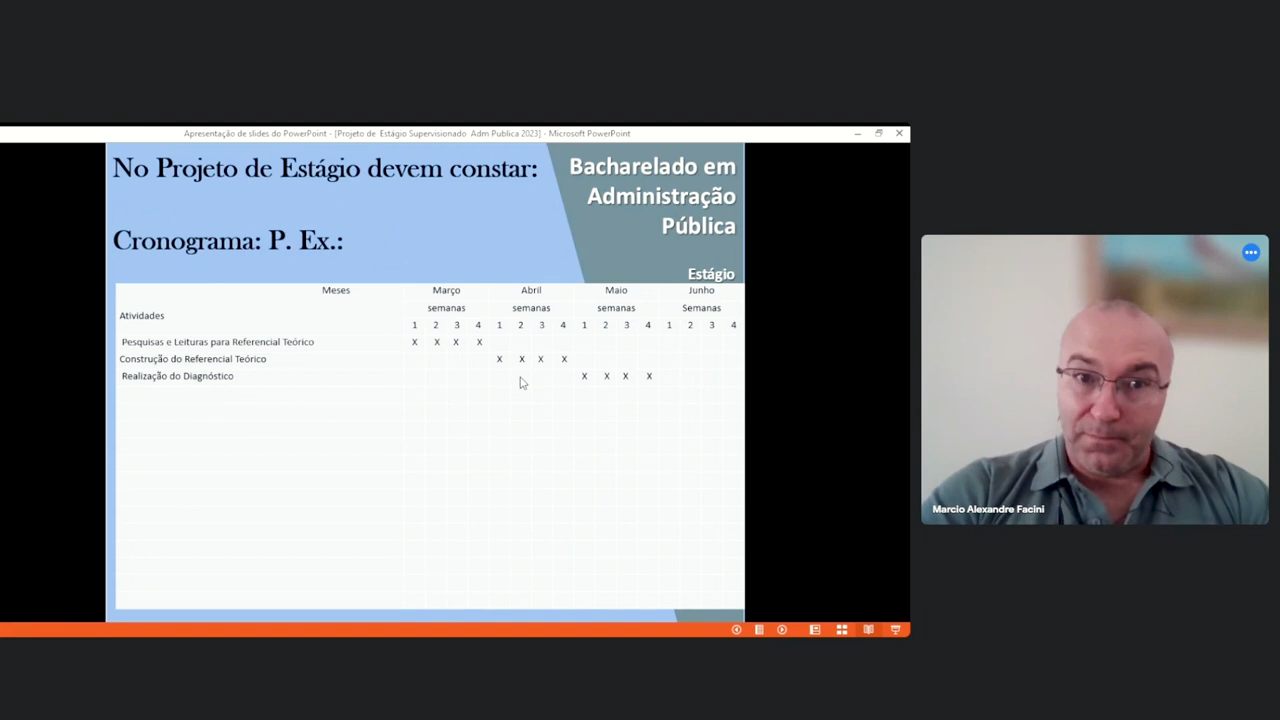 Apresentação de slides do PowerPoint - [Projeto de Estágio Supervisionado Adm Publica 2023] - Microsoft PowerPoint
No Projeto de Estágio devem constar:
Cronograma: P. Ex.:
Bacharelado em
Administração
Pública
Estágio
Meses Março Abril Maio Junho
semanas semanas semanas Semanas
Atividades
1 2 3 4 1 2 3 4 1 2 3 4 1 2 3 4
Pesquisas e Leituras para Referencial Teórico X X X X
Construção do Referencial Teórico X X X X
Realização do Diagnóstico X X X X
Marcio Alexandre Facini